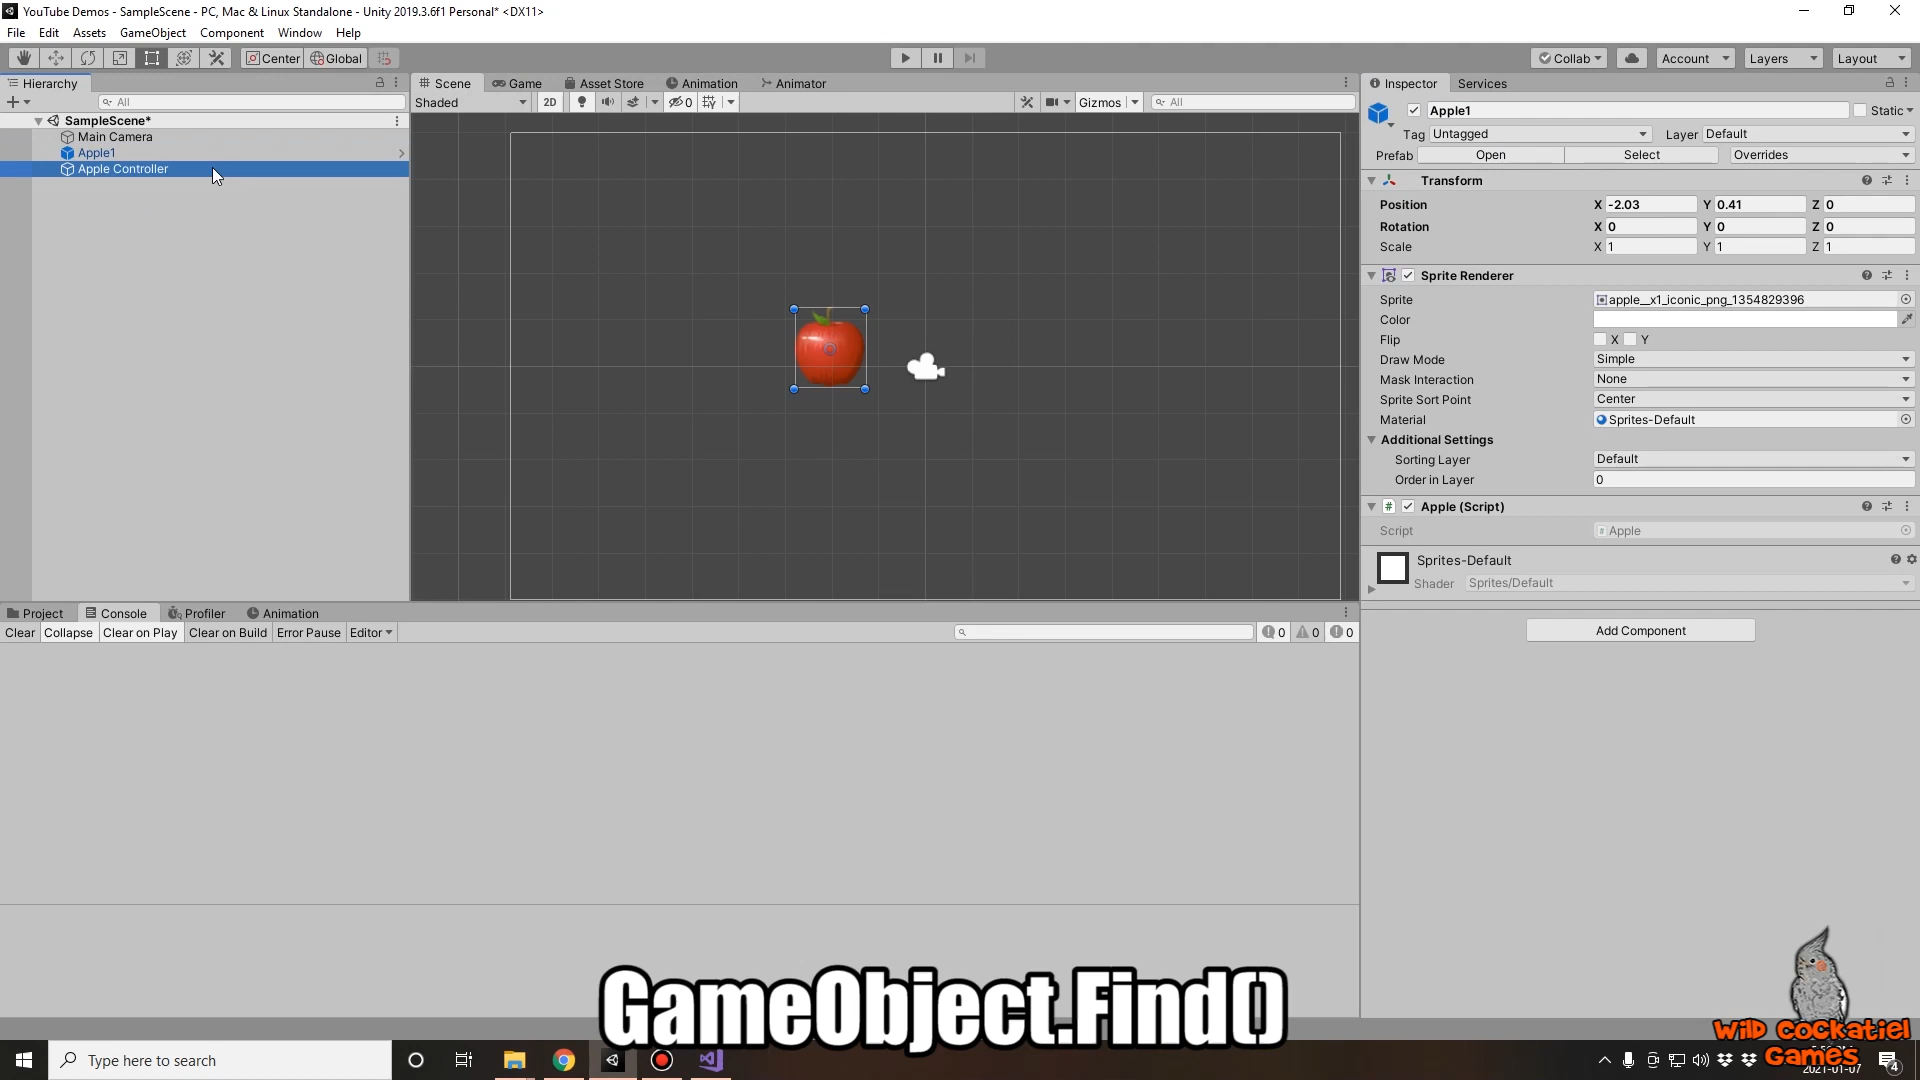 YouTube Demos - SampleScene - PC, Mac & Linux Standalone - Unity 2019.3.6f1 Personal* <DX11>
File Edit Assets GameObject Component Window Help
Center Global Collab Account Layers Layout
Hierarchy Scene Game Asset Store Animation Animator Inspector Services
All Shaded 2D 0 Gizmos All
SampleScene*
Main Camera
Apple1
Apple Controller
Apple1 Static
Tag Untagged Layer Default
Prefab Open Select Overrides
Transform
Position X -2.03 Y 0.41 Z 0
Rotation X 0 Y 0 Z 0
Scale X 1 Y 1 Z 1
Sprite Renderer
Sprite apple__x1_iconic_png_1354829396
Color
Flip X Y
Draw Mode Simple
Mask Interaction None
Sprite Sort Point Center
Material Sprites-Default
Additional Settings
Sorting Layer Default
Order in Layer 0
Apple (Script)
Script # Apple
Sprites-Default
Shader Sprites/Default
Add Component
Project Console Profiler Animation
Clear Collapse Clear on Play Clear on Build Error Pause Editor 0 0 0
GameObject.Find()
Wild Cockatiel
Games
Type here to search
2021-01-07
4